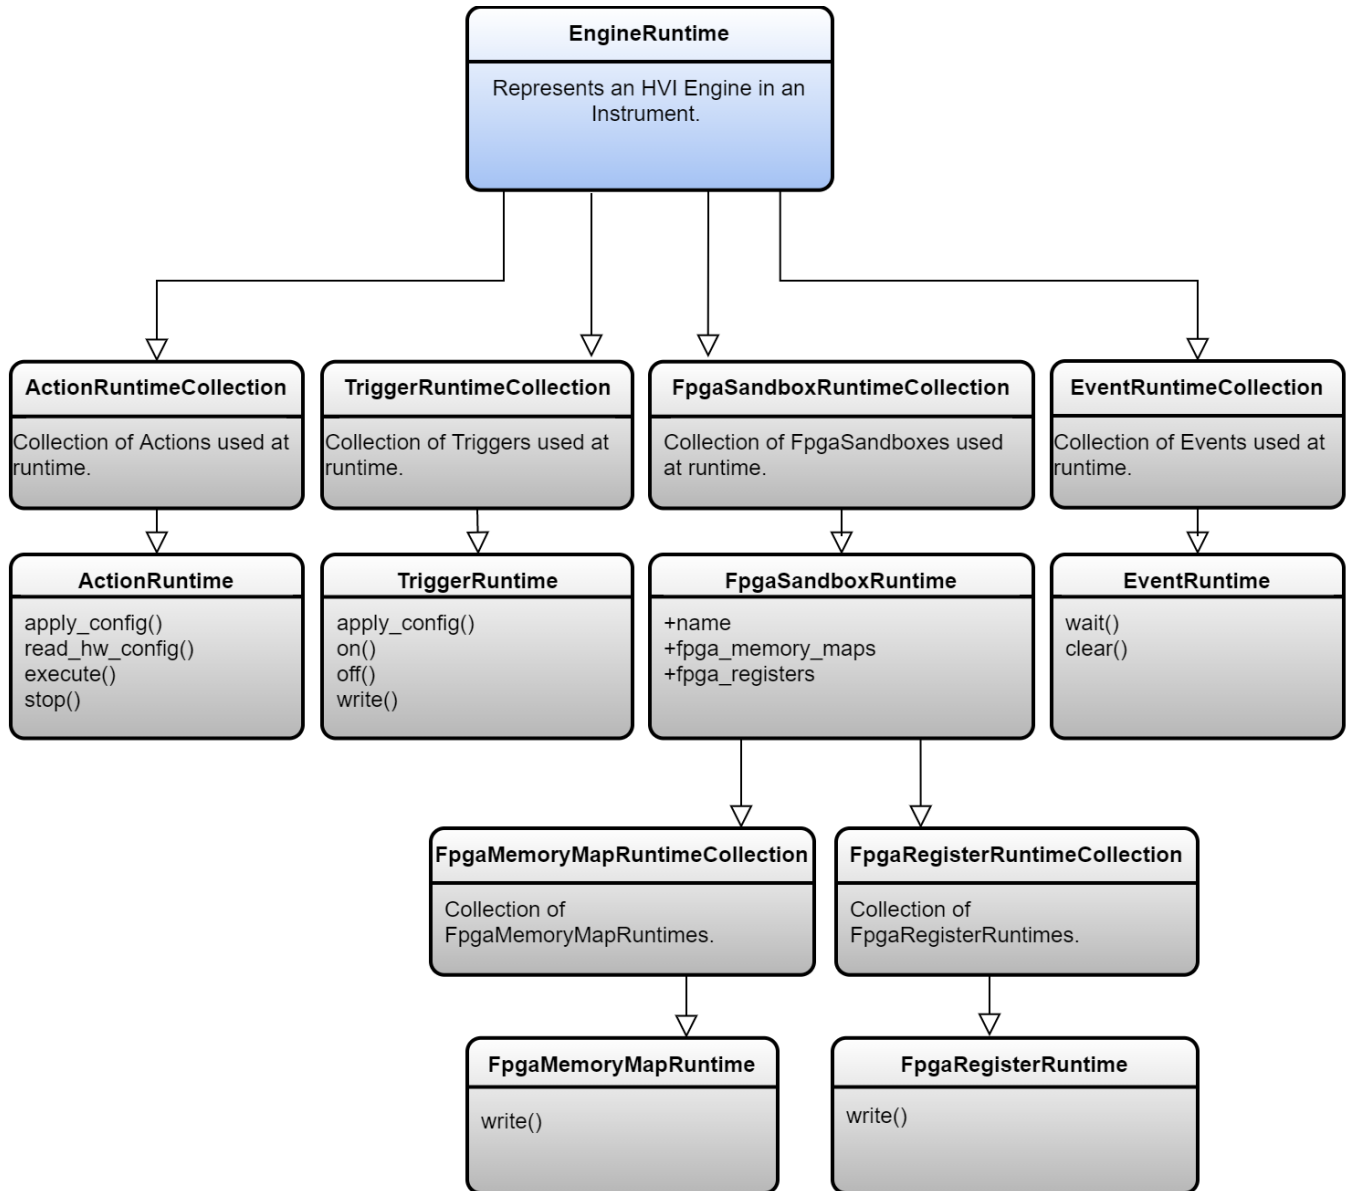 EngineRuntime
Represents an HVI Engine in an
Instrument.
ActionRuntimeCollection
Collection of Actions used at
runtime.
TriggerRuntimeCollection
Collection of Triggers used at
runtime.
FpgaSandboxRuntimeCollection
Collection of FpgaSandboxes used
at runtime.
EventRuntimeCollection
Collection of Events used at
runtime.
ActionRuntime
apply_config()
read_hw_config()
execute()
stop()
TriggerRuntime
apply_config()
on()
off()
write()
FpgaSandboxRuntime
+name
+fpga_memory_maps
+fpga_registers
EventRuntime
wait()
clear()
FpgaMemoryMapRuntimeCollection
Collection of
FpgaMemoryMapRuntimes.
FpgaRegisterRuntimeCollection
Collection of
FpgaRegisterRuntimes.
FpgaMemoryMapRuntime
write()
FpgaRegisterRuntime
write()